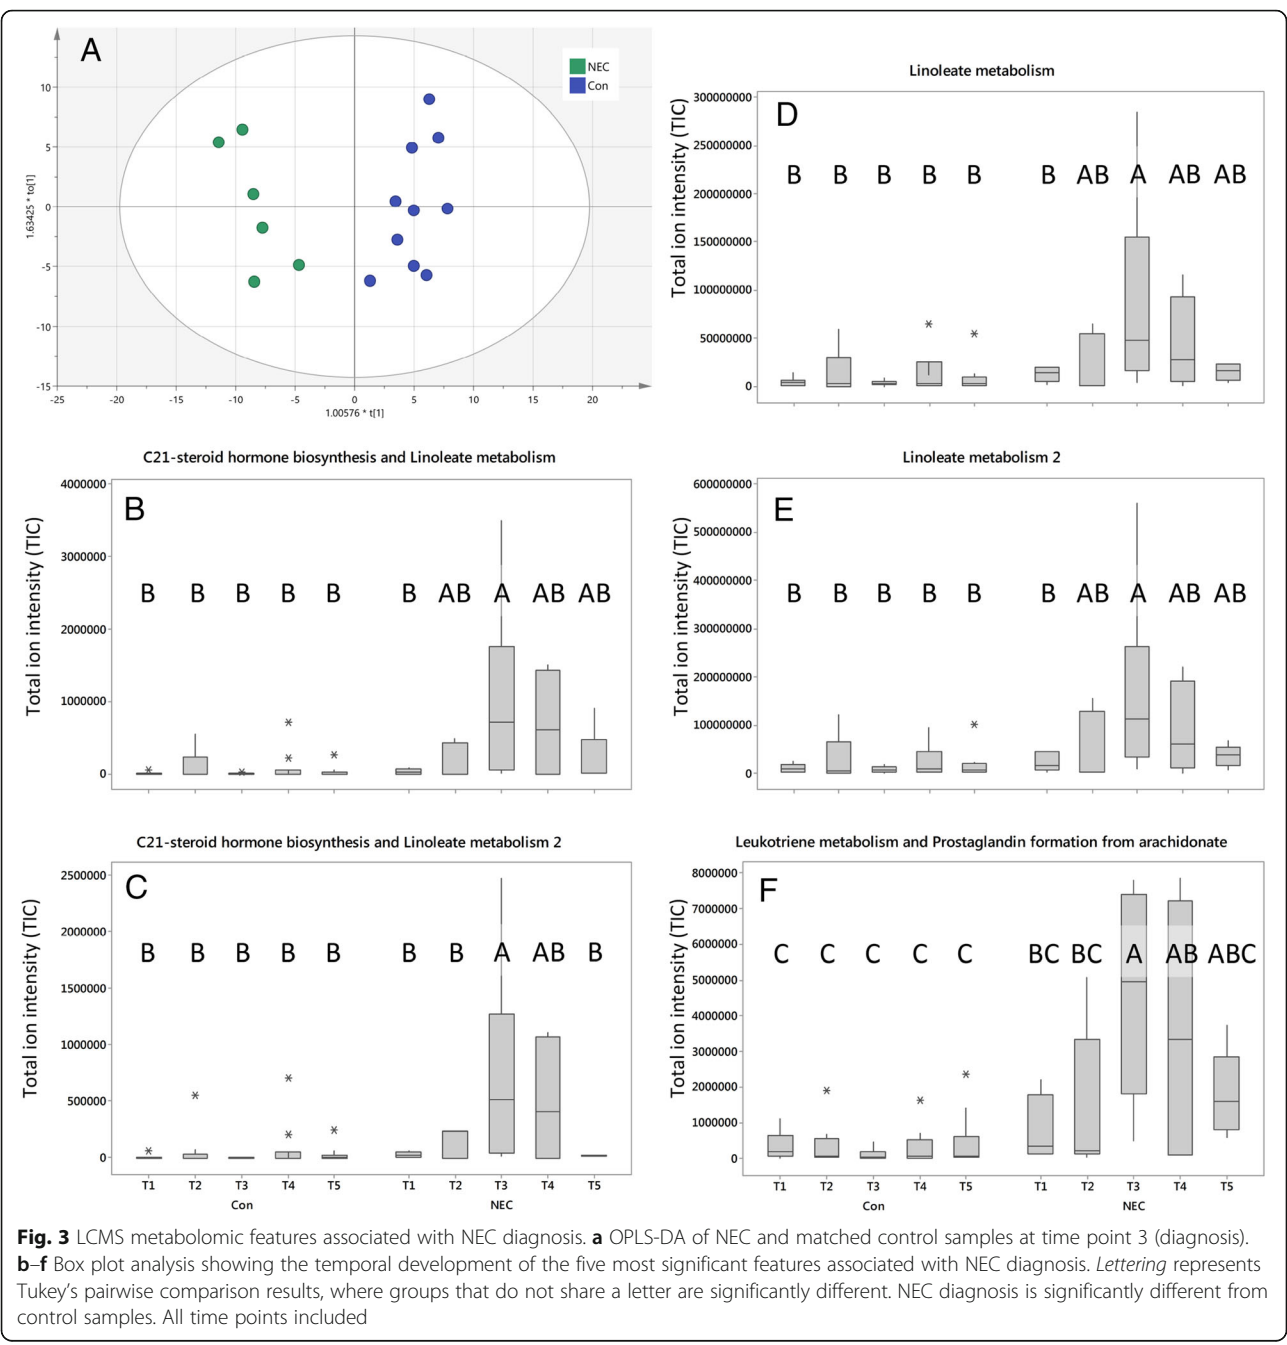 A
NEC
Con
10
5
0
-5
-10
-15
1.63425 * to[1]
-25 -20 -15 -10 -5 0 5 10 15 20
1.00576 * t[1]
Linoleate metabolism
D
Total ion intensity (TIC)
300000000
250000000
200000000
150000000
100000000
50000000
0
B B B B B B AB A AB AB
* *
C21-steroid hormone biosynthesis and Linoleate metabolism
B
Total ion intensity (TIC)
4000000
3000000
2000000
1000000
0
B B B B B B AB A AB AB
Linoleate metabolism 2
E
Total ion intensity (TIC)
600000000
500000000
400000000
300000000
200000000
100000000
0
B B B B B B AB A AB AB
C21-steroid hormone biosynthesis and Linoleate metabolism 2
C
Total ion intensity (TIC)
2500000
2000000
1500000
1000000
500000
0
B B B B B B B A AB B
T1 T2 T3 T4 T5 T1 T2 T3 T4 T5
Con NEC
Leukotriene metabolism and Prostaglandin formation from arachidonate
F
Total ion intensity (TIC)
8000000
7000000
6000000
5000000
4000000
3000000
2000000
1000000
0
C C C C C BC BC A AB ABC
T1 T2 T3 T4 T5 T1 T2 T3 T4 T5
Con NEC
Fig. 3 LCMS metabolomic features associated with NEC diagnosis. a OPLS-DA of NEC and matched control samples at time point 3 (diagnosis).
b–f Box plot analysis showing the temporal development of the five most significant features associated with NEC diagnosis. Lettering represents
Tukey's pairwise comparison results, where groups that do not share a letter are significantly different. NEC diagnosis is significantly different from
control samples. All time points included